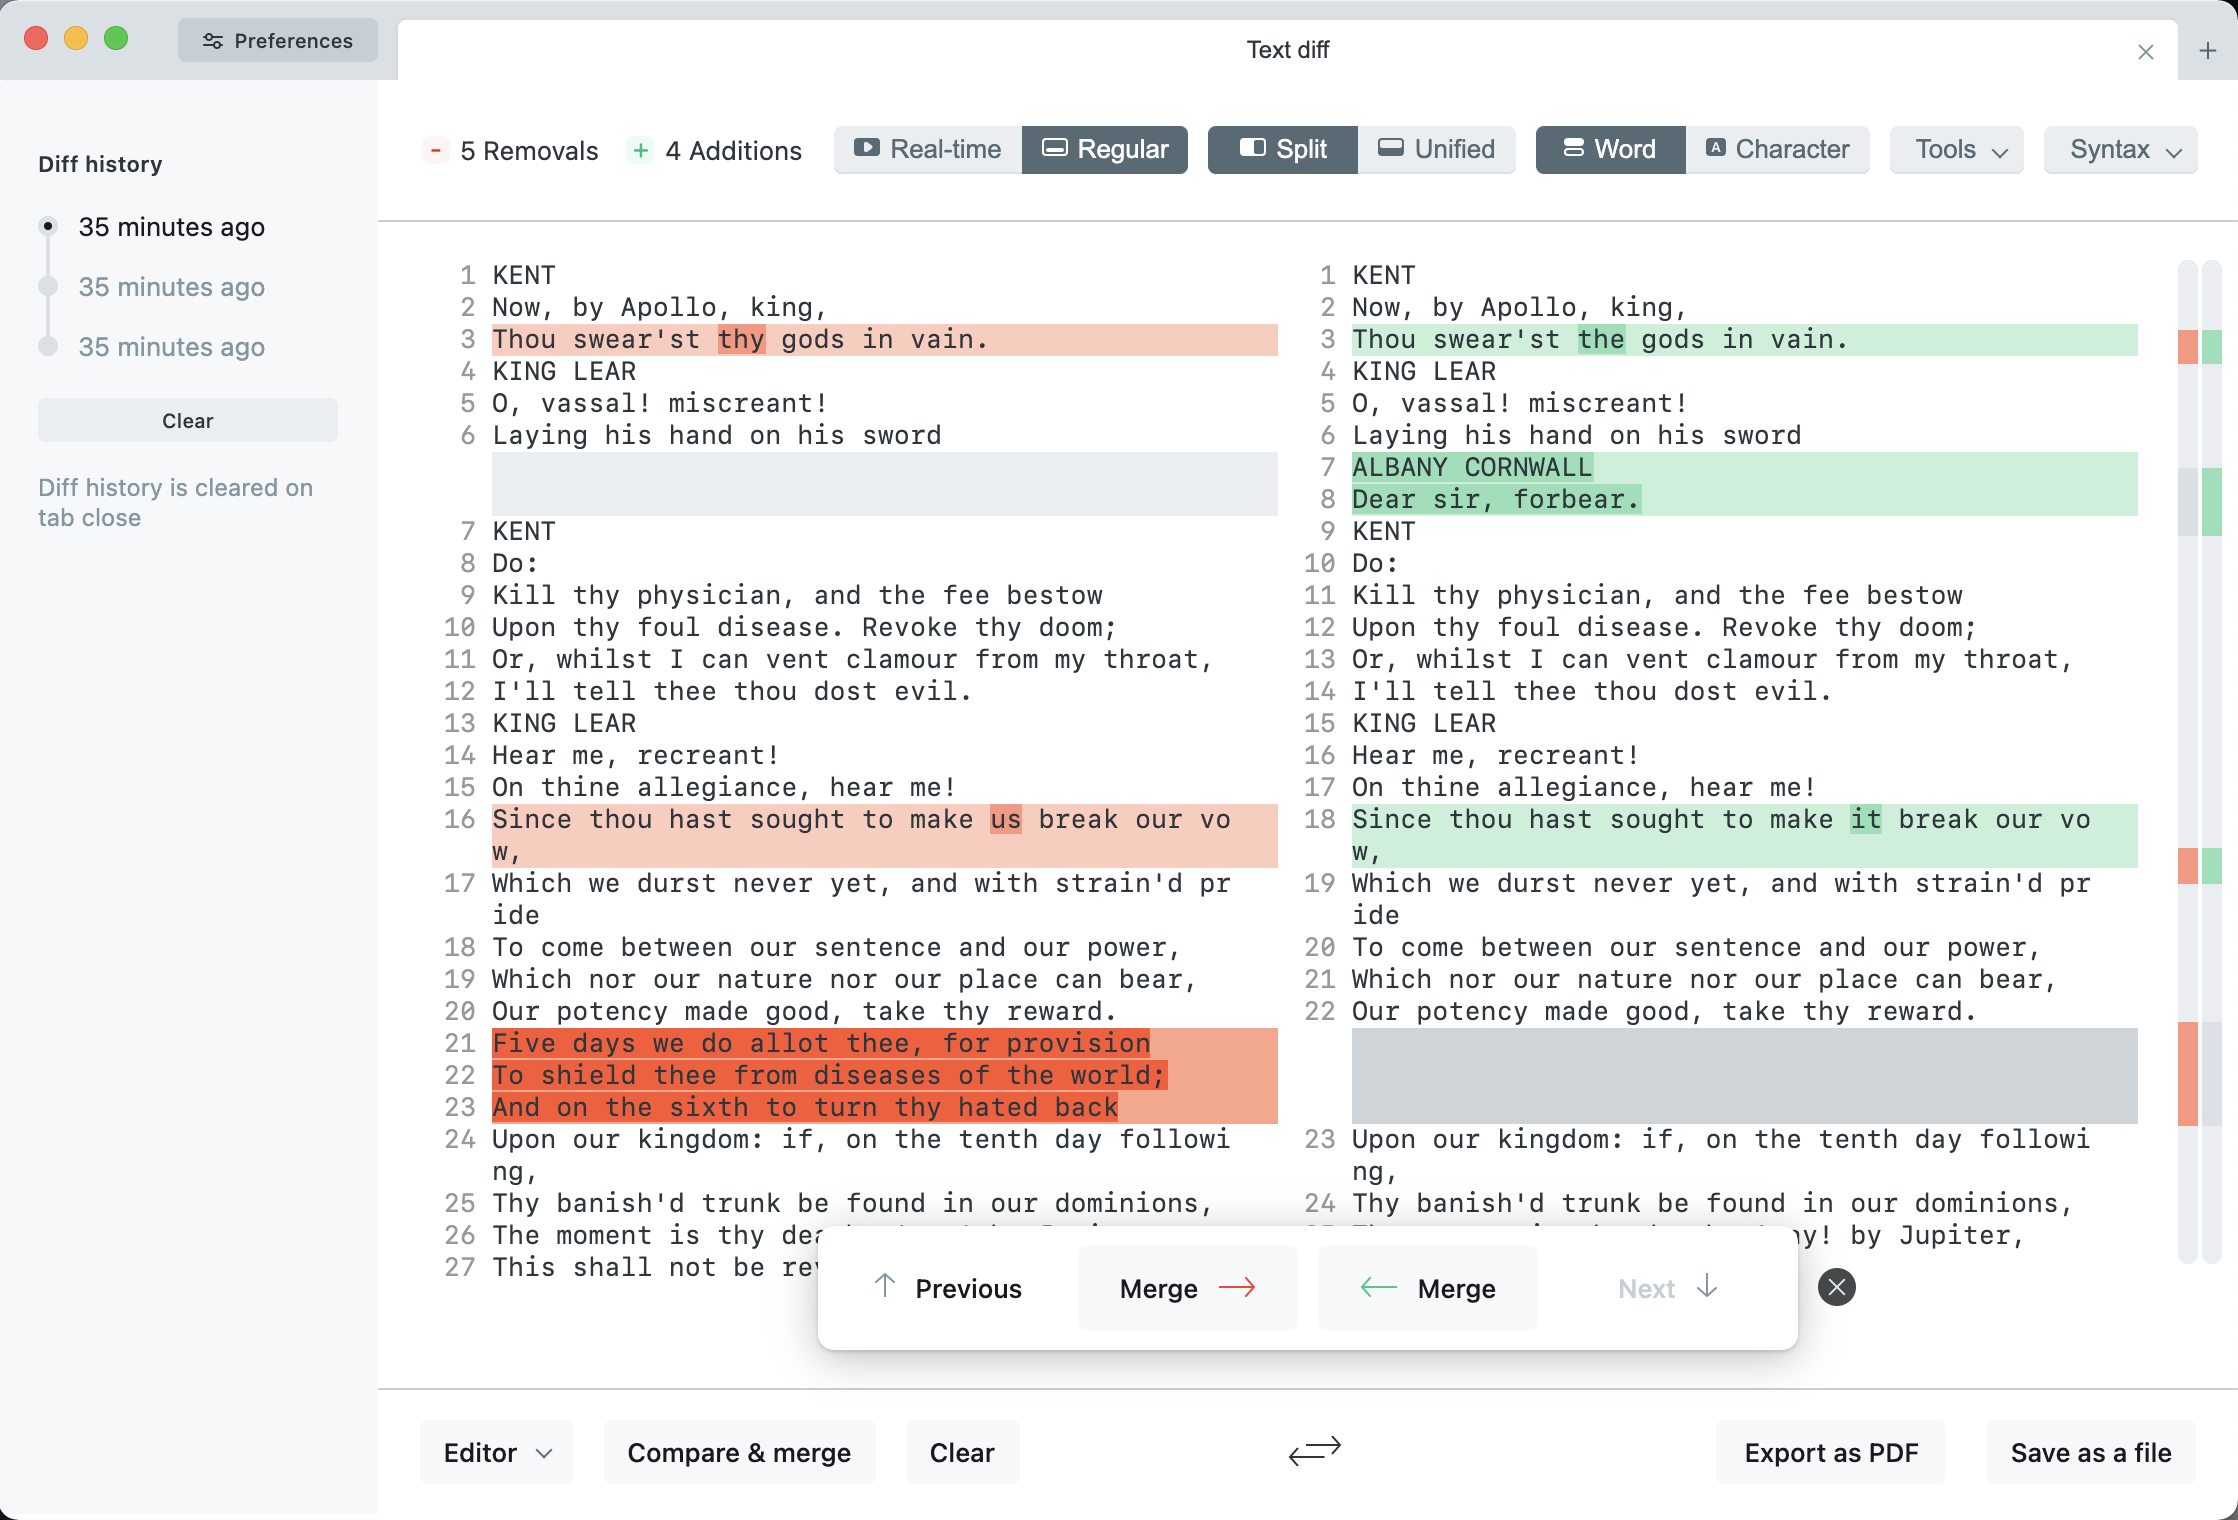 Preferences
Text diff
Diff history
35 minutes ago
35 minutes ago
35 minutes ago
Clear
Diff history is cleared on
tab close
- 5 Removals + 4 Additions Real-time Regular Split Unified Word A Character Tools Syntax
1 KENT
2 Now, by Apollo, king,
3 Thou swear'st thy gods in vain.
4 KING LEAR
5 O, vassal! miscreant!
6 Laying his hand on his sword
7 KENT
8 Do:
9 Kill thy physician, and the fee bestow
10 Upon thy foul disease. Revoke thy doom;
11 Or, whilst I can vent clamour from my throat,
12 I'll tell thee thou dost evil.
13 KING LEAR
14 Hear me, recreant!
15 On thine allegiance, hear me!
16 Since thou hast sought to make us break our vo
w,
17 Which we durst never yet, and with strain'd pr
ide
18 To come between our sentence and our power,
19 Which nor our nature nor our place can bear,
20 Our potency made good, take thy reward.
21 Five days we do allot thee, for provision
22 To shield thee from diseases of the world;
23 And on the sixth to turn thy hated back
24 Upon our kingdom: if, on the tenth day followi
ng,
25 Thy banish'd trunk be found in our dominions,
26 The moment is thy
27 This shall not be
1 KENT
2 Now, by Apollo, king,
3 Thou swear'st the gods in vain.
4 KING LEAR
5 O, vassal! miscreant!
6 Laying his hand on his sword
7 ALBANY CORNWALL
8 Dear sir, forbear.
9 KENT
10 Do:
11 Kill thy physician, and the fee bestow
12 Upon thy foul disease. Revoke thy doom;
13 Or, whilst I can vent clamour from my throat,
14 I'll tell thee thou dost evil.
15 KING LEAR
16 Hear me, recreant!
17 On thine allegiance, hear me!
18 Since thou hast sought to make it break our vo
w,
19 Which we durst never yet, and with strain'd pr
ide
20 To come between our sentence and our power,
21 Which nor our nature nor our place can bear,
22 Our potency made good, take thy reward.
23 Upon our kingdom: if, on the tenth day followi
ng,
24 Thy banish'd trunk be found in our dominions,
by Jupiter,
Previous Merge Merge Next
Editor Compare & merge Clear Export as PDF Save as a file